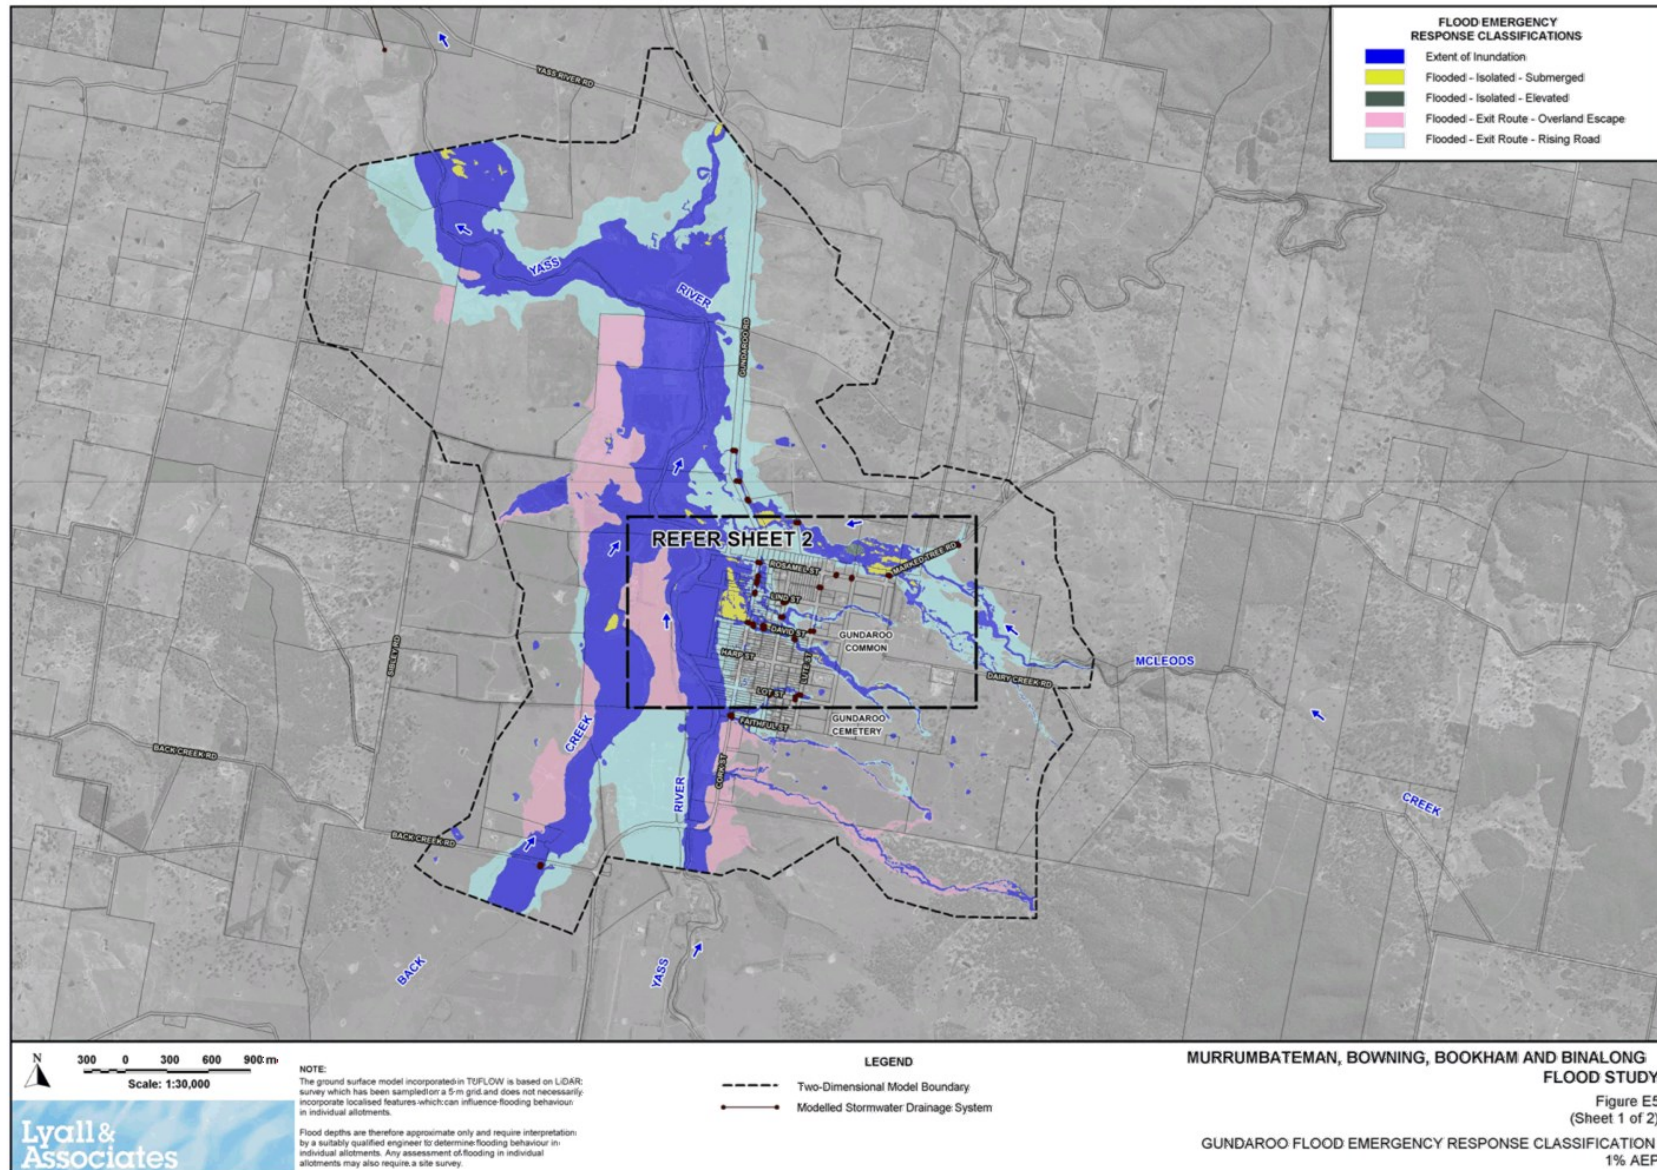 FLOOD EMERGENCY
RESPONSE CLASSIFICATIONS
Extent of Inundation
Flooded - Isolated - Submerged
Flooded - Isolated - Elevated
Flooded - Exit Route - Overland Escape
Flooded - Exit Route - Rising Road
YASS RIVER RD
YASS
RIVER
GUNDAROO RD
REFER SHEET 2
MARKED TREE RD
ROSAMEL ST
LIND ST
DAVID ST
GUNDAROO
COMMON
HARP ST
LUTE ST
MCLEODS
DAIRY CREEK RD
SHILEY RD
LOT ST
FAITHFUL ST
GUNDAROO
CEMETERY
CREEK
BACK CREEK RD
CORK ST
RIVER
CREEK
BACK CREEK RD
BACK
YASS
N
300 0 300 600 900 m
Scale: 1:30,000
Lyall &
Associates
NOTE:
The ground surface model incorporated in TUFLOW is based on LiDAR
survey which has been sampled on a 5 m grid and does not necessarily
incorporate localised features which can influence flooding behaviour
in individual allotments.
Flood depths are therefore approximate only and require interpretation
by a suitably qualified engineer to determine flooding behaviour in
individual allotments. Any assessment of flooding in individual
allotments may also require a site survey.
LEGEND
Two-Dimensional Model Boundary
Modelled Stormwater Drainage System
MURRUMBATEMAN, BOWNING, BOOKHAM AND BINALONG
FLOOD STUDY
Figure E5
(Sheet 1 of 2)
GUNDAROO FLOOD EMERGENCY RESPONSE CLASSIFICATION
1% AEP